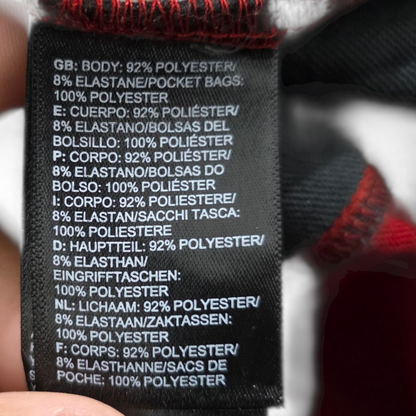 GB: BODY: 92% POLYESTER/
8% ELASTANE/POCKET BAGS:
100% POLYESTER
E: CUERPO: 92% POLIÉSTER/
8% ELASTANO/BOLSAS DEL
BOLSILLO: 100% POLIÉSTER
P: CORPO: 92% POLIÉSTER/
8% ELASTANO/BOLSAS DO
BOLSO: 100% POLIÉSTER
I: CORPO: 92% POLIESTERE/
8% ELASTAN/SACCHI TASCA:
100% POLIESTERE
D: HAUPTTEIL: 92% POLYESTER/
8% ELASTHAN/
EINGRIFFTASCHEN:
100% POLYESTER
NL: LICHAAM: 92% POLYESTER/
8% ELASTAAN/ZAKTASSEN:
100% POLYESTER
F: CORPS: 92% POLYESTER/
8% ELASTHANNE/SACS DE
POCHE: 100% POLYESTER